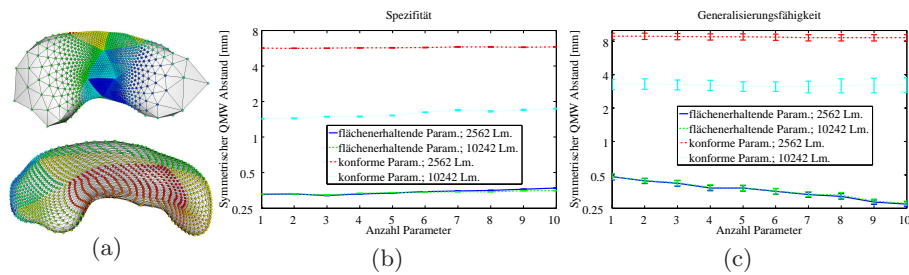 Spezifität
Symmetrischer QMW Abstand [mm]
8
4
2
1
0.5
0.25
flächenerhaltende Param.; 2562 Lm.
flächenerhaltende Param.; 10242 Lm.
konforme Param.; 2562 Lm.
konforme Param.; 10242 Lm.
1 2 3 4 5 6 7 8 9 10
Anzahl Parameter
Generalisierungsfähigkeit
Symmetrischer QMW Abstand [mm]
8
4
2
1
0.5
0.25
flächenerhaltende Param.; 2562 Lm.
flächenerhaltende Param.; 10242 Lm.
konforme Param.; 2562 Lm.
konforme Param.; 10242 Lm.
1 2 3 4 5 6 7 8 9 10
Anzahl Parameter
(a)
(b)
(c)